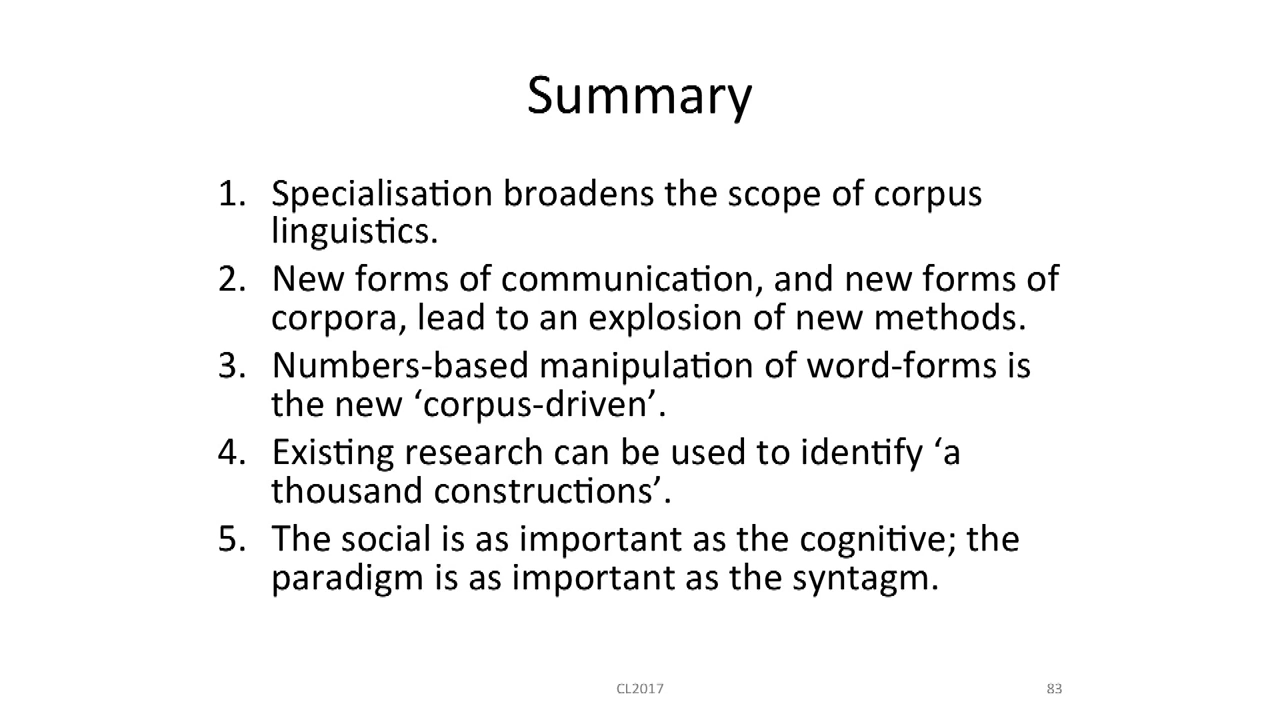 Summary
1. Specialisation broadens the scope of corpus
linguistics.
2. New forms of communication, and new forms of
corpora, lead to an explosion of new methods.
3. Numbers-based manipulation of word-forms is
the new ‘corpus-driven’.
4. Existing research can be used to identify ‘a
thousand constructions’.
5. The social is as important as the cognitive; the
paradigm is as important as the syntagm.
CL2017
83